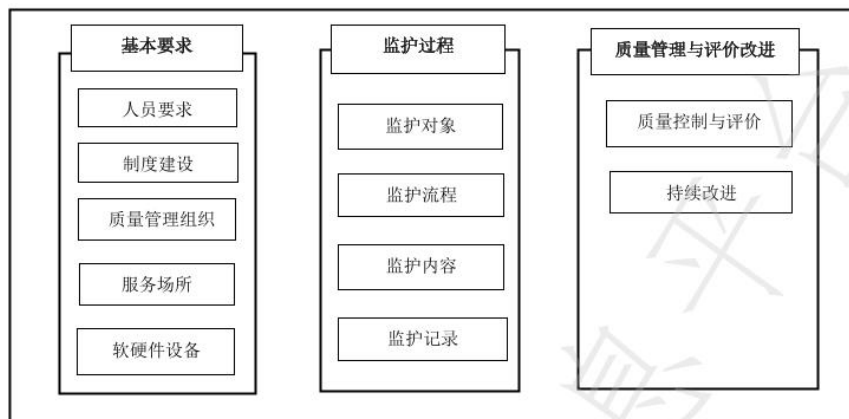 基本要求
人员要求
制度建设
质量管理组织
服务场所
软硬件设备
监护过程
监护对象
监护流程
监护内容
监护记录
质量管理与评价改进
质量控制与评价
持续改进